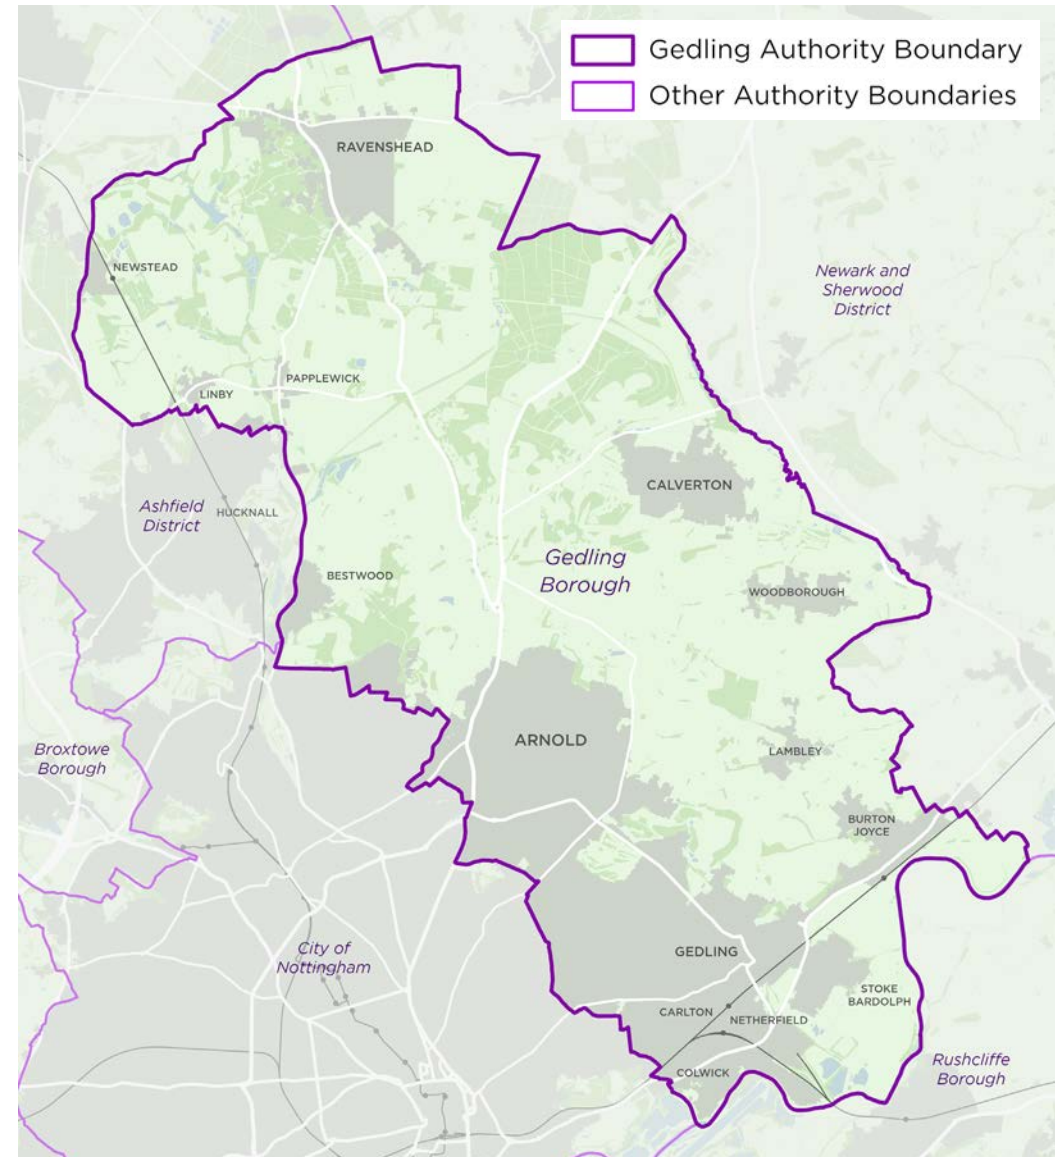 Gedling Authority Boundary
Other Authority Boundaries
RAVENSHEAD
NEWSTEAD
Newark and
Sherwood
District
PAPPLEWICK
LINBY
CALVERTON
Ashfield
District
HUCKNALL
Gedling
Borough
BESTWOOD
WOODBOROUGH
ARNOLD
LAMBLEY
Broxtowe
Borough
BURTON
JOYCE
City of
Nottingham
GEDLING
STOKE
BARDOLPH
CARLTON
NETHERFIELD
COLWICK
Rushcliffe
Borough